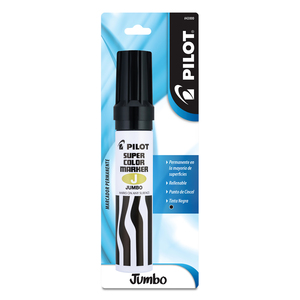 PILOT
PILOT
SUPER
COLOR
MARKER
J
JUMBO
MARCADOR PERMANENTE
Permanente en
la mayoría de
superficies
Rellenable
Punta de Cincel
Tinta Negra
Jumbo